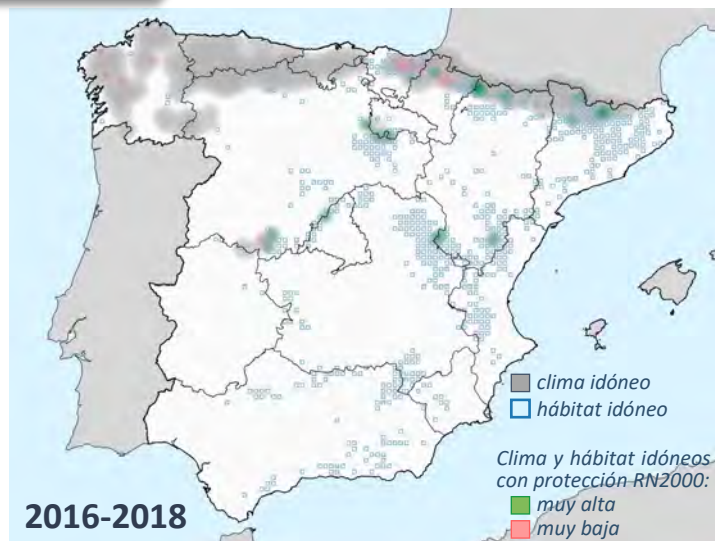 clima idóneo
hábitat idóneo
Clima y hábitat idóneos
con protección RN2000:
muy alta
muy baja
2016-2018